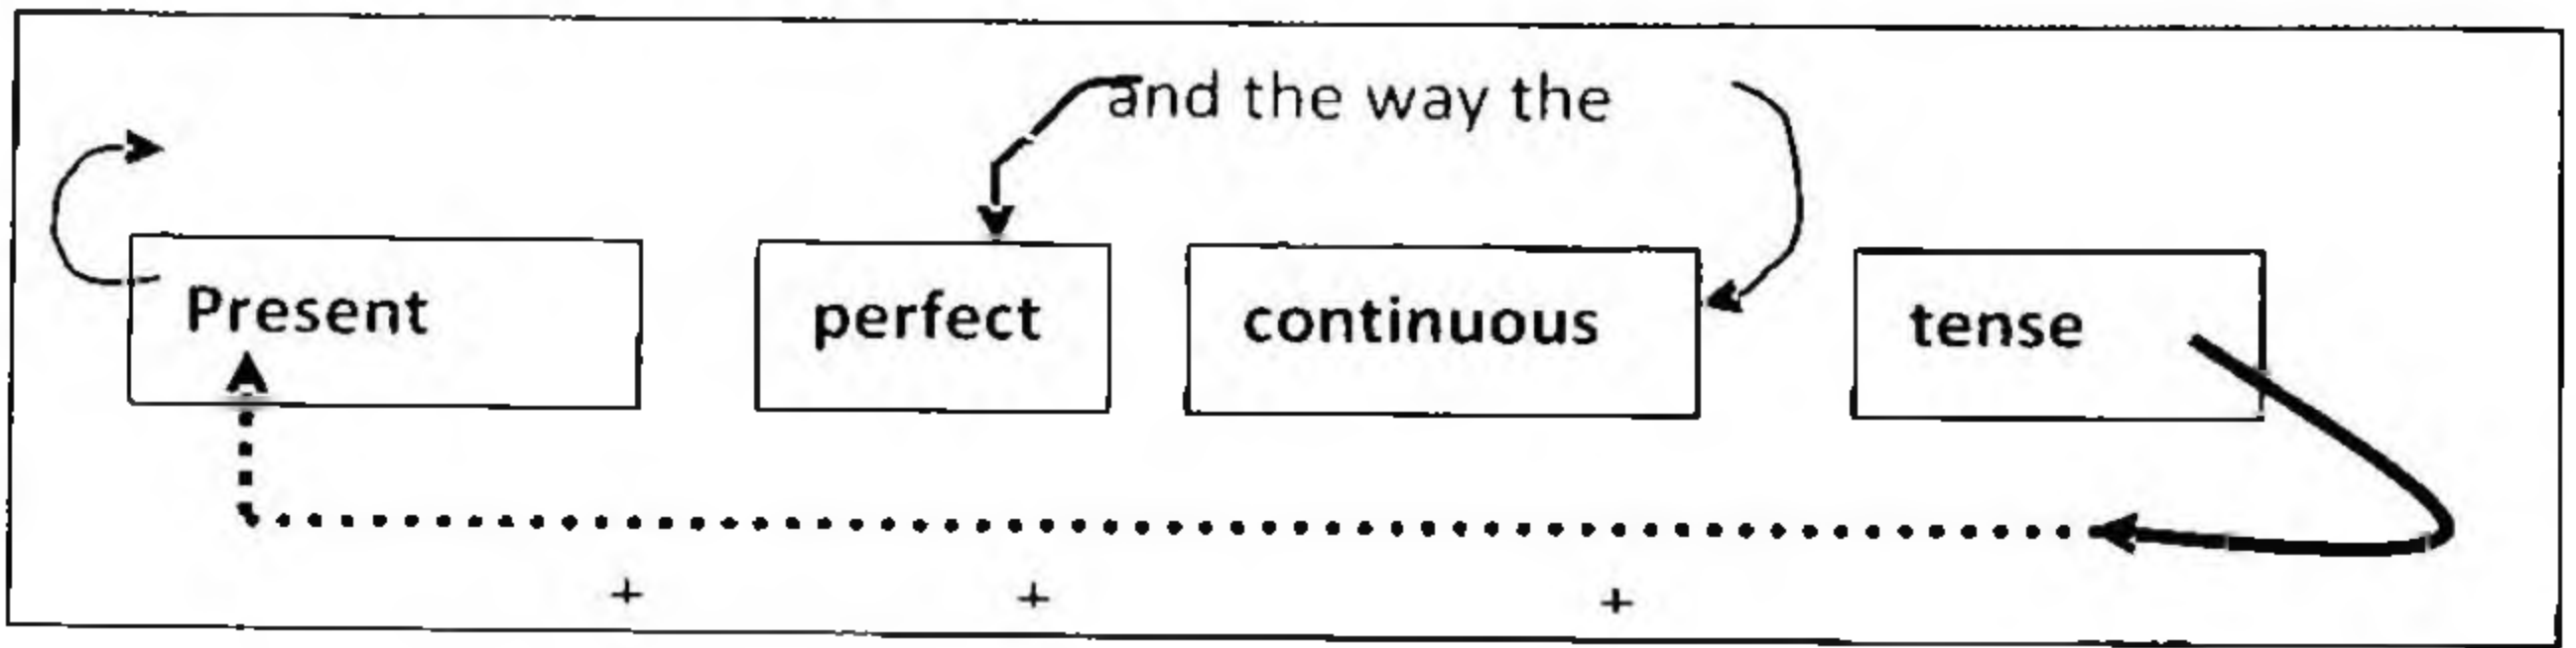 and the way the
Present perfect continuous tense
+ + +